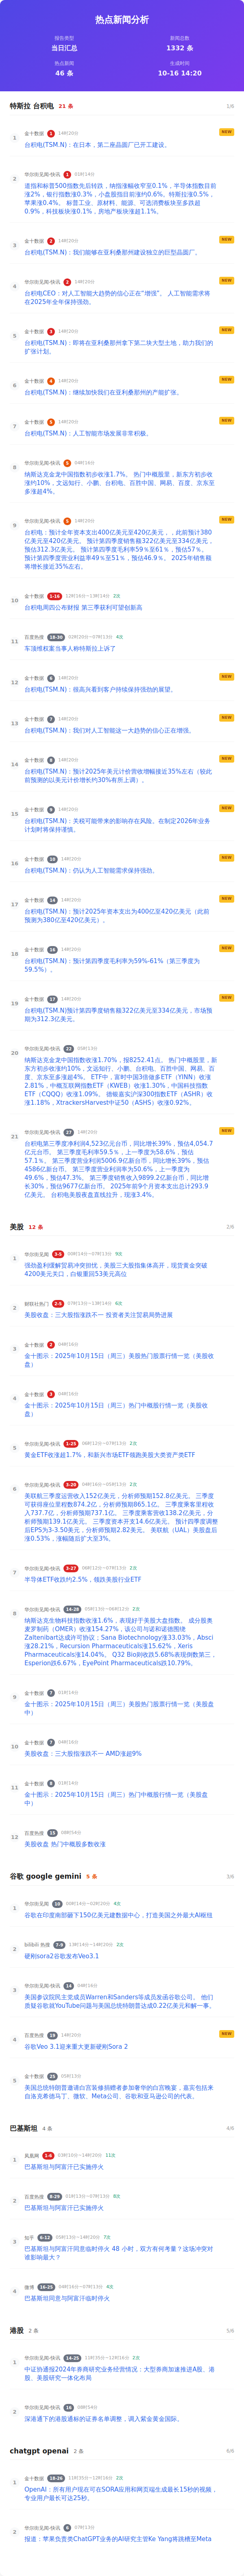 热点新闻分析
报告类型
新闻总数
当日汇总
1332 条
热点新闻
生成时间
46 条
10-16 14:20
特斯拉 台积电 21 条 1/6
1 金十数据 1 14时20分 NEW
台积电(TSM.N)：在日本，第二座晶圆厂已开工建设。
2 华尔街见闻-快讯 1 01时14分
道指和标普500指数先后转跌，纳指涨幅收窄至0.1%，半导体指数目前
涨2%，银行指数涨0.3%，小盘股指目前涨约0.6%。特斯拉涨0.5%，
苹果涨0.4%。 标普工业、原材料、能源、可选消费板块至多跌超
0.9%，科技板块涨0.1%，房地产板块涨超1.1%。
3 金十数据 2 14时20分 NEW
台积电(TSM.N)：我们能够在亚利桑那州建设独立的巨型晶圆厂。
4 华尔街见闻-快讯 2 14时20分 NEW
台积电CEO：对人工智能大趋势的信心正在“增强”。 人工智能需求将
在2025年全年保持强劲。
5 金十数据 3 14时20分 NEW
台积电(TSM.N)：即将在亚利桑那州拿下第二块大型土地，助力我们的
扩张计划。
6 金十数据 4 14时20分 NEW
台积电(TSM.N)：继续加快我们在亚利桑那州的产能扩张。
7 金十数据 5 14时20分 NEW
台积电(TSM.N)：人工智能市场发展非常积极。
8 华尔街见闻-快讯 5 04时16分
纳斯达克金龙中国指数初步收涨1.7%。 热门中概股里，新东方初步收
涨约10%，文远知行、小鹏、台积电、百胜中国、网易、百度、京东至
多涨超4%。
9 华尔街见闻-快讯 5 14时20分 NEW
台积电：预计全年资本支出400亿美元至420亿美元，，此前预计380
亿美元至420亿美元。 预计第四季度销售额322亿美元至334亿美元，
预估312.3亿美元。 预计第四季度毛利率59%至61%，预估57%。
预计第四季度营业利益率49%至51%，预估46.9%。 2025年销售额
将增长接近35%左右。
10 金十数据 5-16 12时16分~13时14分 2次
台积电周四公布财报 第三季获利可望创新高
11 百度热搜 18-30 02时20分~07时13分 4次
车顶维权案当事人称特斯拉上诉了
12 金十数据 6 14时20分 NEW
台积电(TSM.N)：很高兴看到客户持续保持强劲的展望。
13 金十数据 7 14时20分 NEW
台积电(TSM.N)：我们对人工智能这一大趋势的信心正在增强。
14 金十数据 8 14时20分 NEW
台积电(TSM.N)：预计2025年美元计价营收增幅接近35%左右（较此
前预测的以美元计价增长约30%有所上调）。
15 金十数据 9 14时20分 NEW
台积电(TSM.N)：关税可能带来的影响存在风险。在制定2026年业务
计划时将保持谨慎。
16 金十数据 10 14时20分 NEW
台积电(TSM.N)：仍认为人工智能需求保持强劲。
17 金十数据 14 14时20分 NEW
台积电(TSM.N)：预计2025年资本支出为400亿至420亿美元（此前
预测为380亿至420亿美元）。
18 金十数据 16 14时20分 NEW
台积电(TSM.N)：预计第四季度毛利率为59%-61%（第三季度为
59.5%）。
19 金十数据 17 14时20分 NEW
台积电(TSM.N)预计第四季度销售额322亿美元至334亿美元，市场预
期为312.3亿美元。
20 华尔街见闻-快讯 22 05时13分
纳斯达克金龙中国指数收涨1.70%，报8252.41点。 热门中概股里，新
东方初步收涨约10%，文远知行、小鹏、台积电、百胜中国、网易、百
度、京东至多涨超4%。 ETF中，富时中国3倍做多ETF（YINN）收涨
2.81%，中概互联网指数ETF（KWEB）收涨1.30%，中国科技指数
ETF（CQQQ）收涨1.09%。 德银嘉实沪深300指数ETF（ASHR）收
涨1.18%，XtrackersHarvest中证50（ASHS）收涨0.92%。
21 华尔街见闻-快讯 27 14时20分 NEW
台积电第三季度净利润4,523亿元台币，同比增长39%，预估4,054.7
亿元台币。 第三季度毛利率59.5%，上一季度为58.6%，预估
57.1%。 第三季度营业利润5006.9亿新台币，同比增长39%，预估
4586亿新台币。 第三季度营业利润率为50.6%，上一季度为
49.6%，预估47.3%。 第三季度销售收入9899.2亿新台币，同比增
长30%，预估9677亿新台币。 2025年前9个月资本支出总计293.9
亿美元。 台积电美股夜盘直线拉升，现涨3.4%。
美股 12 条 2/6
1 华尔街见闻 3-5 00时14分~07时13分 9次
强劲盈利缓解贸易冲突担忧，美股三大股指集体高开，现货黄金突破
4200美元关口，白银重回53美元高位
2 财联社热门 2-5 07时13分~13时14分 6次
美股收盘：三大股指涨跌不一 投资者关注贸易局势进展
3 金十数据 2 04时16分
金十图示：2025年10月15日（周三）美股热门股票行情一览（美股收
盘）
4 金十数据 3 04时16分
金十图示：2025年10月15日（周三）热门中概股行情一览（美股收
盘）
5 华尔街见闻-快讯 3-25 06时12分~07时13分 2次
黄金ETF收涨超1.7%，和新兴市场ETF领跑美股大类资产类ETF
6 华尔街见闻-快讯 3-20 04时16分~05时13分 2次
美联航三季度运营收入152亿美元，分析师预期152.8亿美元。 三季度
可获得座位里程数874.2亿，分析师预期865.1亿。 三季度乘客里程收
入737.7亿，分析师预期737.1亿。 三季度乘客营收138.2亿美元，分
析师预期139.1亿美元。 三季度资本开支14.6亿美元。 预计四季度调整
后EPS为3-3.50美元，分析师预期2.82美元。 美联航（UAL）美股盘后
涨0.53%，涨幅随后扩大至3%。
7 华尔街见闻-快讯 3-27 06时12分~07时13分 2次
半导体ETF收跌约2.5%，领跌美股行业ETF
8 华尔街见闻-快讯 14-28 05时13分~06时12分 2次
纳斯达克生物科技指数收涨1.6%，表现好于美股大盘指数。 成分股奥
麦罗制药（OMER）收涨154.27%，该公司与诺和诺德围绕
Zaltenibart达成许可协议；Sana Biotechnology涨33.03%，Absci
涨28.21%，Recursion Pharmaceuticals涨15.62%，Xeris
Pharmaceuticals涨14.04%。 Q32 Bio则收跌5.68%表现倒数第三，
Esperion跌6.67%，EyePoint Pharmaceuticals跌10.79%。
9 金十数据 7 01时14分
金十图示：2025年10月15日（周三）美股热门股票行情一览（美股盘
中）
10 金十数据 7 04时16分
美股收盘：三大股指涨跌不一 AMD涨超9%
11 金十数据 8 01时14分
金十图示：2025年10月15日（周三）热门中概股行情一览（美股盘
中）
12 百度热搜 15 08时54分
美股收盘 热门中概股多数收涨
谷歌 google gemini 5 条 3/6
1 华尔街见闻 10 00时14分~02时20分 4次
谷歌在印度南部砸下150亿美元建数据中心，打造美国之外最大AI枢纽
2 bilibili 热搜 7-9 13时14分~14时20分 2次
硬刚sora2谷歌发布Veo3.1
3 华尔街见闻-快讯 14 04时16分
美国参议院民主党成员Warren和Sanders等成员发函谷歌公司。 他们
质疑谷歌就YouTube问题与美国总统特朗普达成0.22亿美元和解一事。
4 百度热搜 18 14时20分 NEW
谷歌Veo 3.1迎来重大更新硬刚Sora 2
5 金十数据 25 05时13分
美国总统特朗普邀请白宫装修捐赠者参加奢华的白宫晚宴，嘉宾包括来
自洛克希德马丁、微软、Meta公司、谷歌和亚马逊公司的代表。
巴基斯坦 4 条 4/6
1 凤凰网 1-8 03时10分~14时20分 11次
巴基斯坦与阿富汗已实施停火
2 百度热搜 8-29 01时13分~07时13分 8次
巴基斯坦与阿富汗已实施停火
3 知乎 6-12 05时13分~14时20分 7次
巴基斯坦与阿富汗同意临时停火 48 小时，双方有何考量？这场冲突对
谁影响最大？
4 微博 16-25 04时16分~07时13分 4次
巴基斯坦同意与阿富汗临时停火
港股 2 条 5/6
1 华尔街见闻-快讯 14-25 11时35分~12时16分 2次
中证协通报2024年券商研究业务经营情况：大型券商加速推进A股、港
股、美股研究一体化布局
2 华尔街见闻-快讯 16 08时54分
深港通下的港股通标的证券名单调整，调入紫金黄金国际。
chatgpt openai 2 条 6/6
1 金十数据 18-26 11时35分~12时16分 2次
OpenAI：所有用户现在可在SORA应用和网页端生成最长15秒的视频，
专业用户最长可达25秒。
2 华尔街见闻-快讯 6 07时13分
报道：苹果负责类ChatGPT业务的AI研究主管Ke Yang将跳槽至Meta